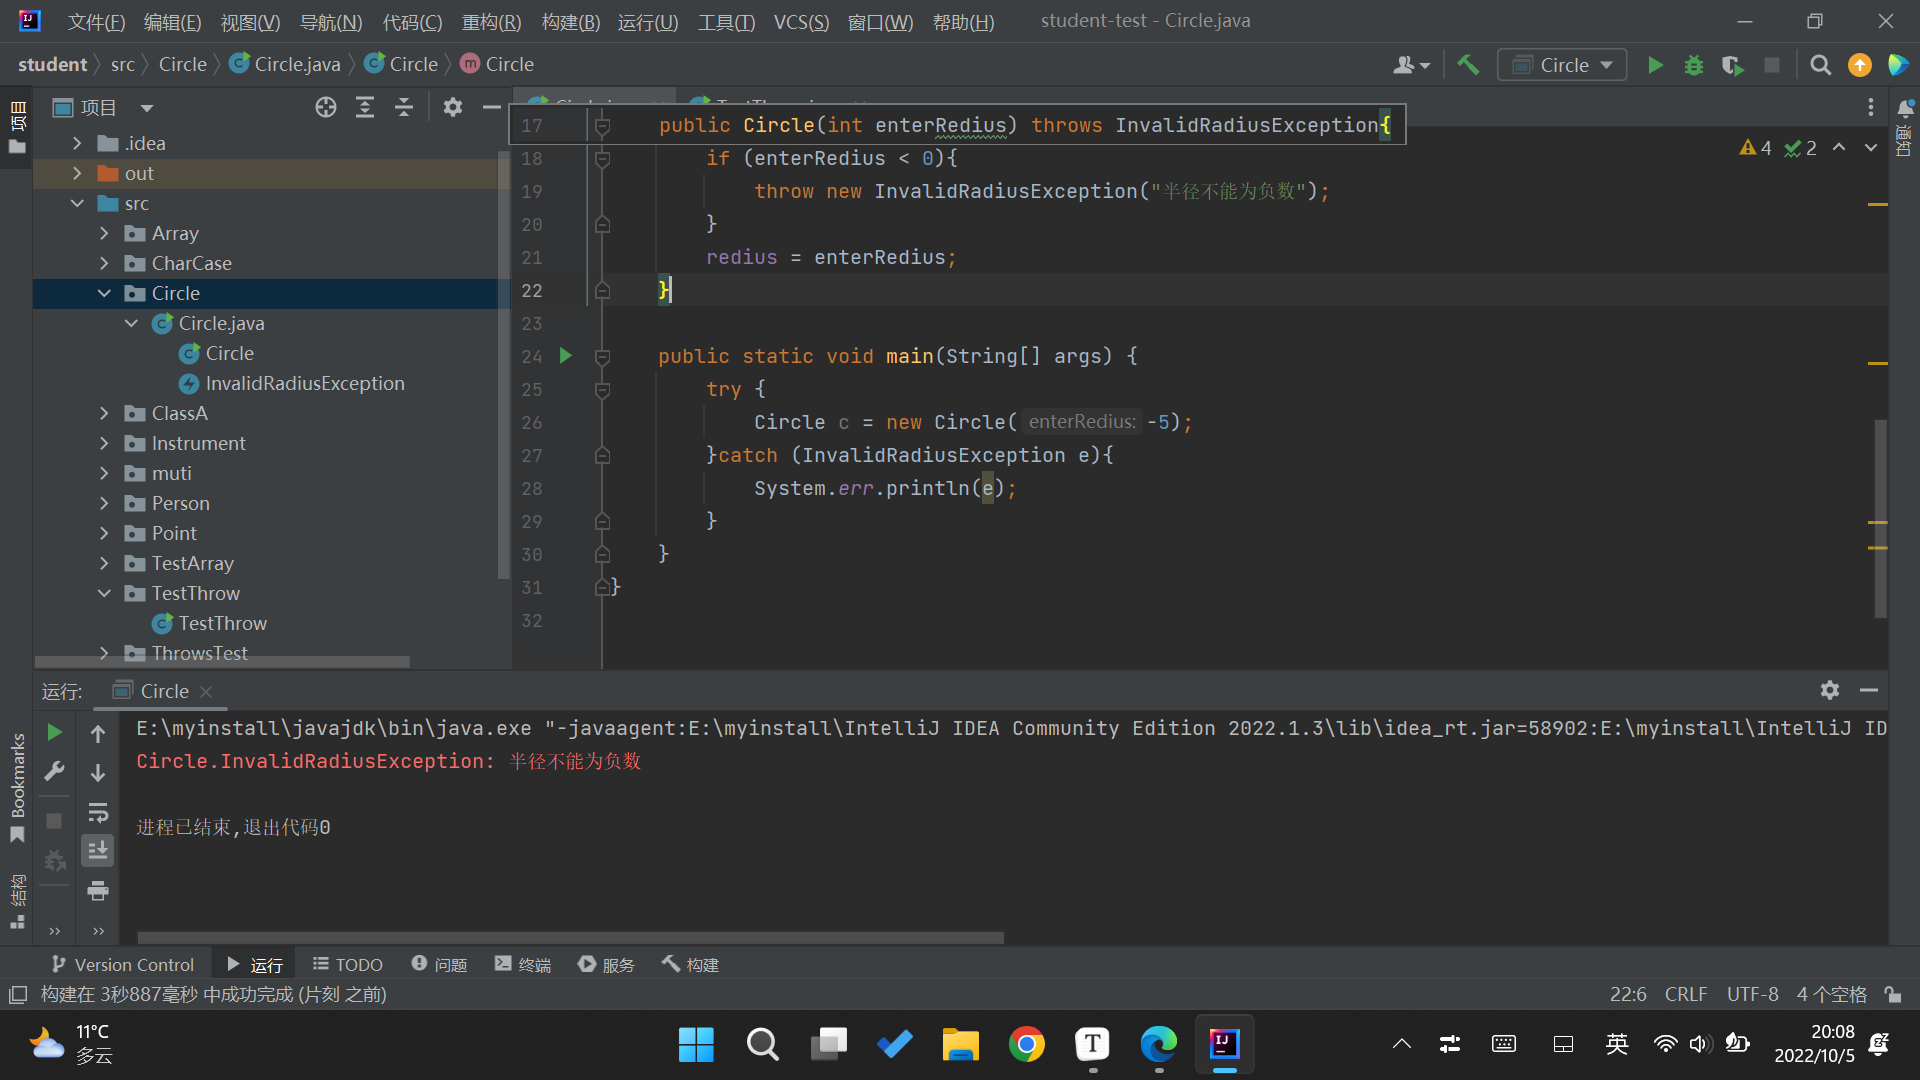 文件(F) 编辑(E) 视图(V) 导航(N) 代码(C) 重构(R) 构建(B) 运行(U) 工具(T) VCS(S) 窗口(W) 帮助(H) student-test - Circle.java
student src Circle Circle.java Circle Circle
Circle
项目
项目
通知
.idea
out
src
Array
CharCase
Circle
Circle.java
Circle
InvalidRadiusException
ClassA
Instrument
muti
Person
Point
TestArray
TestThrow
TestThrow
ThrowsTest
4 2
17 public Circle(int enterRedius) throws InvalidRadiusException{
18 if (enterRedius < 0){
19 throw new InvalidRadiusException("半径不能为负数");
20 }
21 redius = enterRedius;
22 }
23
24 public static void main(String[] args) {
25 try {
26 Circle c = new Circle( enterRedius: -5);
27 }catch (InvalidRadiusException e){
28 System.err.println(e);
29 }
30 }
31 }
32
运行: Circle
E:\myinstall\javajdk\bin\java.exe "-javaagent:E:\myinstall\IntelliJ IDEA Community Edition 2022.1.3\lib\idea_rt.jar=58902:E:\myinstall\IntelliJ ID
Circle.InvalidRadiusException: 半径不能为负数
进程已结束,退出代码0
Bookmarks
结构
Version Control 运行 TODO 问题 终端 服务 构建
构建在 3秒887毫秒 中成功完成 (片刻 之前) 22:6 CRLF UTF-8 4 个空格
11°C
多云
英
20:08
2022/10/5